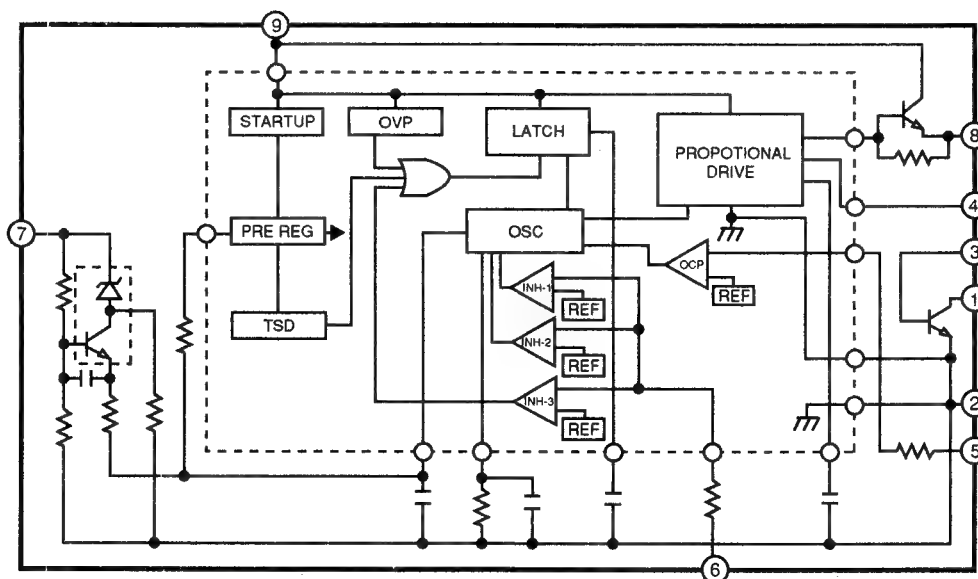 9
STARTUP
OVP
LATCH
PROPOTIONAL
DRIVE
8
4
7
PRE REG
OSC
OCP
3
REF
INH-1
REF
1
TSD
INH-2
REF
INH-3
REF
2
5
6